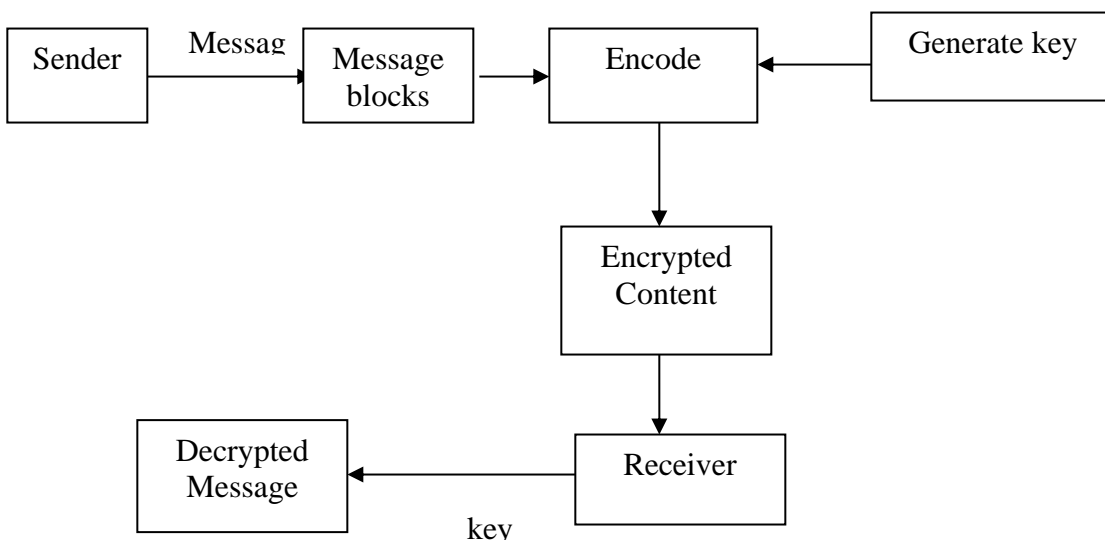 Sender
Messag
Message
blocks
Encode
Generate key
Encrypted
Content
Decrypted
Message
Receiver
key